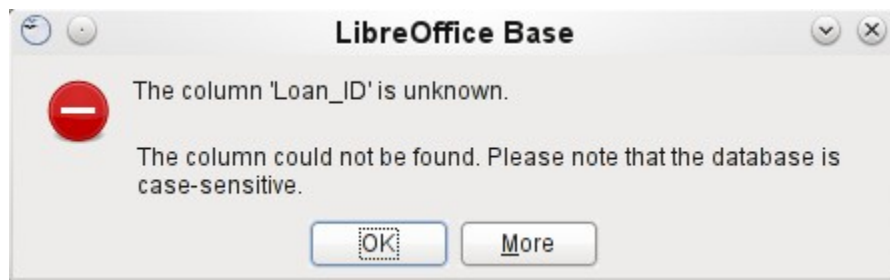 LibreOffice Base
The column 'Loan_ID' is unknown.
The column could not be found. Please note that the database is
case-sensitive.
OK
More